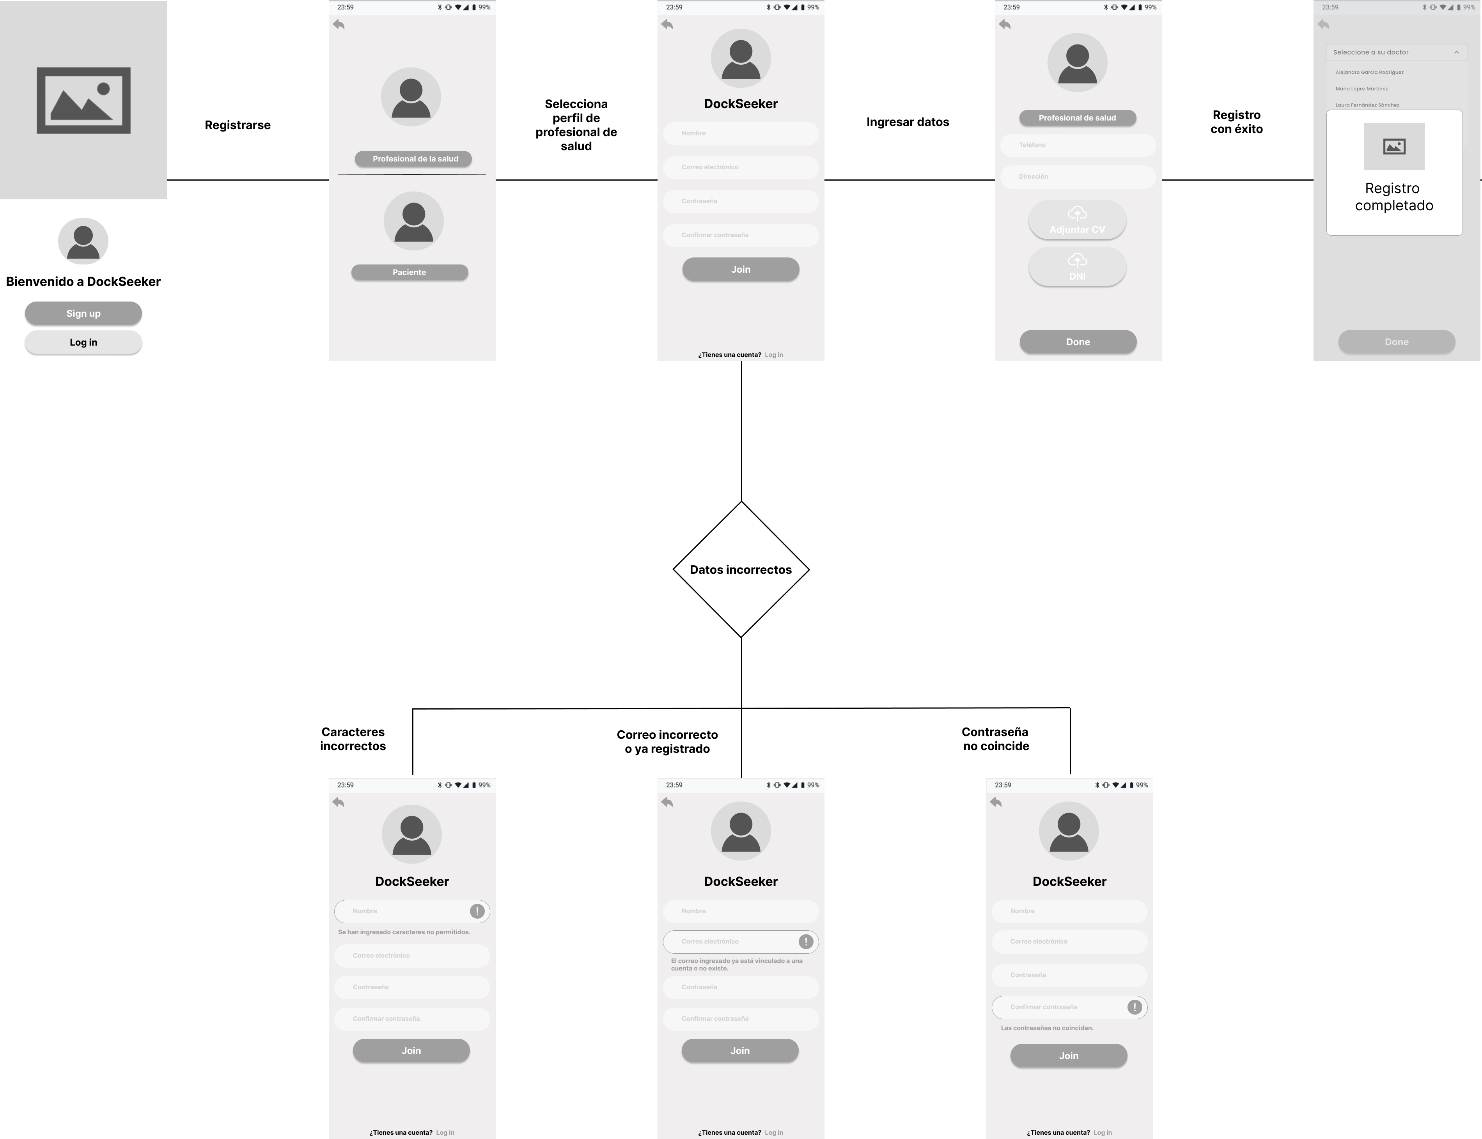 Bienvenido a DockSeeker
Sign up
Log in
Registrarse
23:59
99%
Profesional de la salud
Paciente
Selecciona
perfil de
profesional de
salud
23:59
99%
DockSeeker
Nombre
Correo electrónico
Contraseña
Confirmar contraseña
Join
¿Tienes una cuenta? Log in
Ingresar datos
23:59
99%
Profesional de salud
Teléfono
Dirección
Adjuntar CV
DNI
Done
Registro
con éxito
23:59
99%
Seleccione a su doctor
Alejandro García Rodríguez
María López Martínez
Laura Fernández Sánchez
Registro
completado
Done
Datos incorrectos
Caracteres
incorrectos
23:59
99%
DockSeeker
Nombre
!
Se han ingresado caracteres no permitidos.
Correo electrónico
Contraseña
Confirmar contraseña
Join
¿Tienes una cuenta? Log in
Correo incorrecto
o ya registrado
23:59
99%
DockSeeker
Nombre
Correo electrónico
!
El correo ingresado ya está vinculado a una
cuenta o no existe.
Contraseña
Confirmar contraseña
Join
¿Tienes una cuenta? Log in
Contraseña
no coincide
23:59
99%
DockSeeker
Nombre
Correo electrónico
Contraseña
Confirmar contraseña
!
Las contraseñas no coinciden.
Join